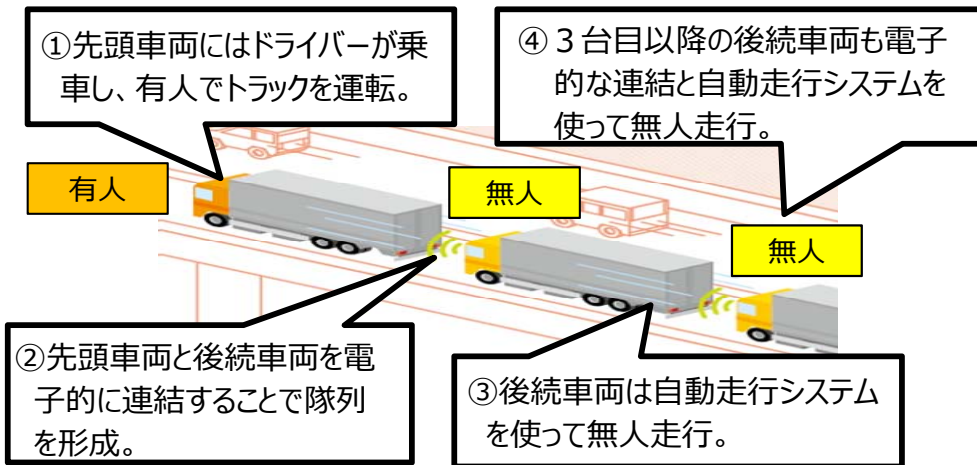 ①先頭車両にはドライバーが乗
車し、有人でトラックを運転。
④３台目以降の後続車両も電子
的な連結と自動走行システムを
使って無人走行。
有人
無人
無人
②先頭車両と後続車両を電
子的に連結することで隊列
を形成。
③後続車両は自動走行システム
を使って無人走行。